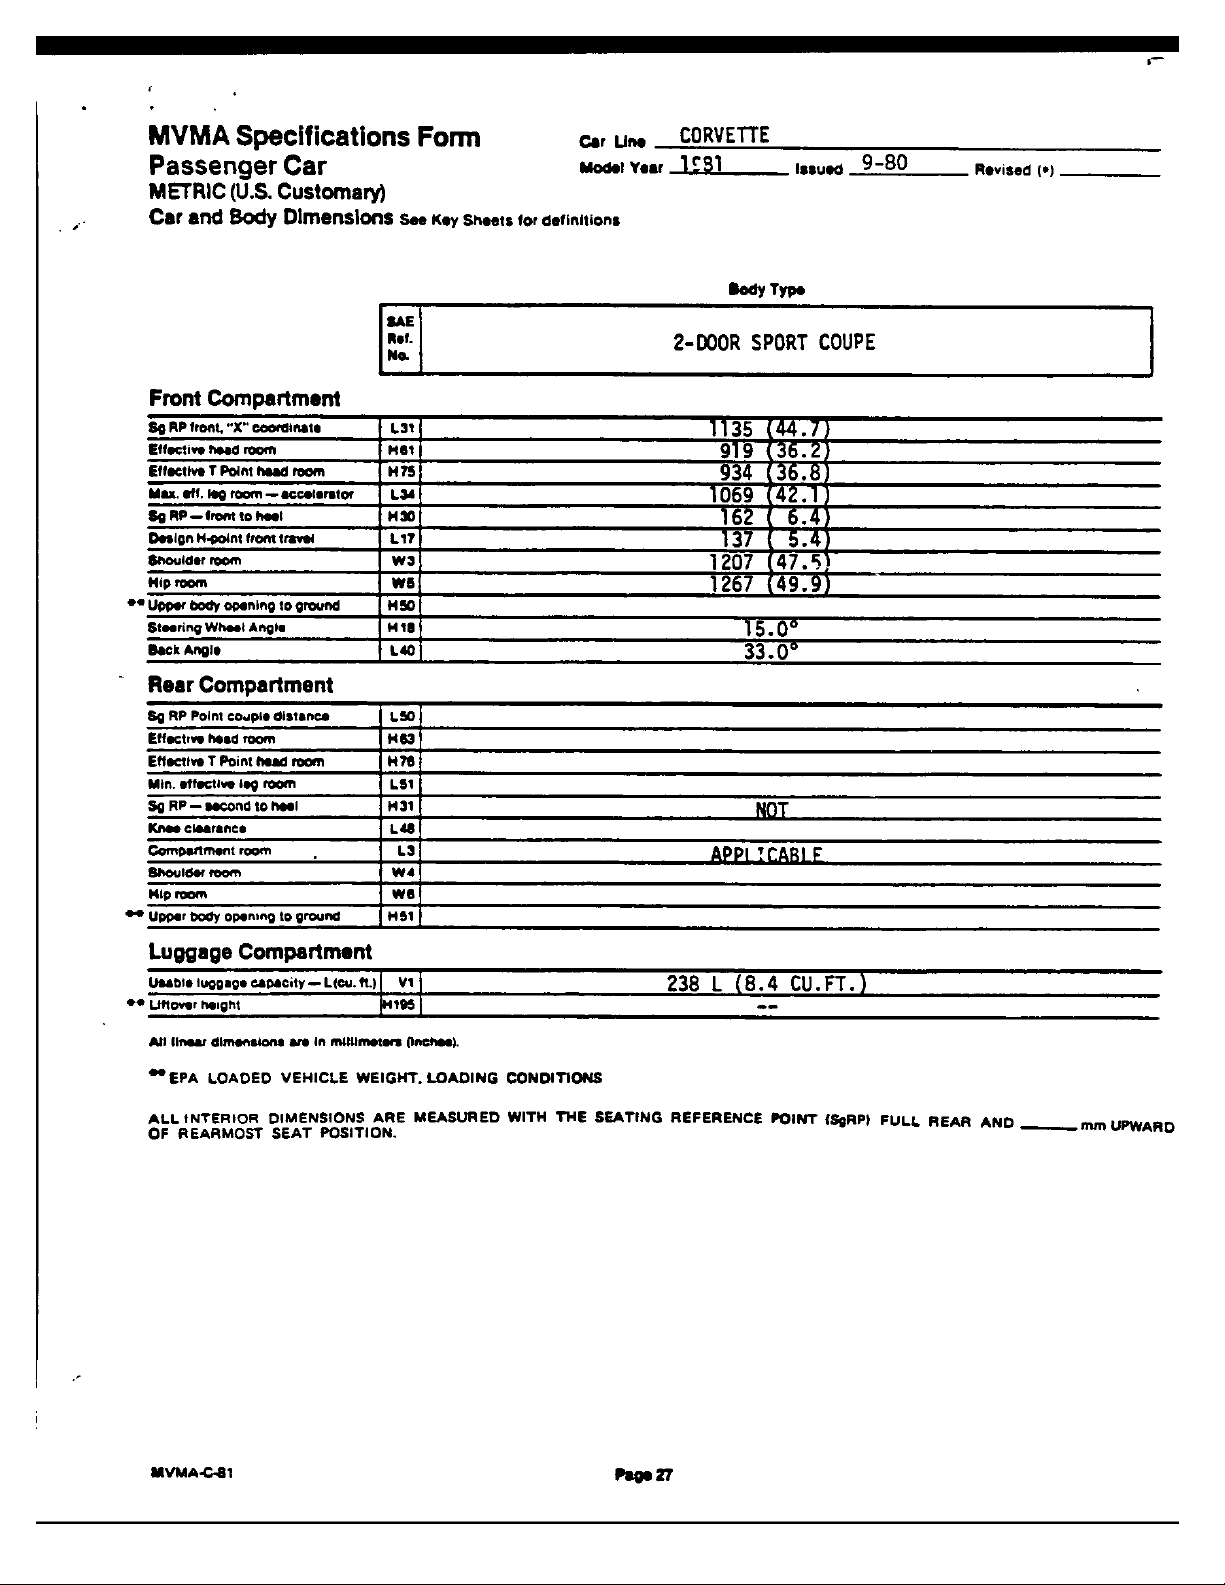 MVMA Specifications Form
Car Line CORVETTE
Passenger Car
Model Year 1981 Issued 9-80 Revised (•)
METRIC (U.S. Customary)
Car and Body Dimensions See Key Sheets for definitions
Body Type
SAE Ref. No.
2-DOOR SPORT COUPE
Front Compartment
Sg RP front, "X" coordinate L31 1135 (44.7)
Effective head room H61 919 (36.2)
Effective T Point head room H75 934 (36.8)
Max. eff. leg room — accelerator L34 1069 (42.1)
Sg RP — front to heel H30 162 ( 6.4)
Design H-point front travel L17 137 ( 5.4)
Shoulder room W3 1207 (47.5)
Hip room W5 1267 (49.9)
**Upper body opening to ground H50
Steering Wheel Angle H18 15.0°
Back Angle L40 33.0°
Rear Compartment
Sg RP Point couple distance L50
Effective head room H63
Effective T Point head room H76
Min. effective leg room L51
Sg RP — second to heel H31 NOT
Knee clearance L48
Compartment room L3 APPLICABLE
Shoulder room W4
Hip room W6
** Upper body opening to ground H51
Luggage Compartment
Usable luggage capacity — L(cu. ft.) V1 238 L (8.4 CU.FT.)
** Liftover height H195 --
All linear dimensions are in millimeters (inches).
**EPA LOADED VEHICLE WEIGHT, LOADING CONDITIONS
ALL INTERIOR DIMENSIONS ARE MEASURED WITH THE SEATING REFERENCE POINT (SgRP) FULL REAR AND ____ mm UPWARD
OF REARMOST SEAT POSITION.
MVMA-C-81
Page 27